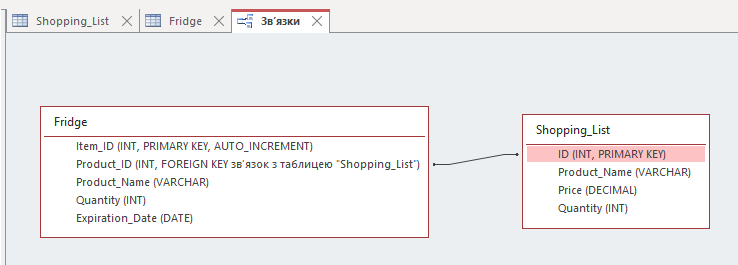 Shopping_List
Fridge
Зв'язки
Fridge
Item_ID (INT, PRIMARY KEY, AUTO_INCREMENT)
Product_ID (INT, FOREIGN KEY зв'язок з таблицею "Shopping_List")
Product_Name (VARCHAR)
Quantity (INT)
Expiration_Date (DATE)
Shopping_List
ID (INT, PRIMARY KEY)
Product_Name (VARCHAR)
Price (DECIMAL)
Quantity (INT)